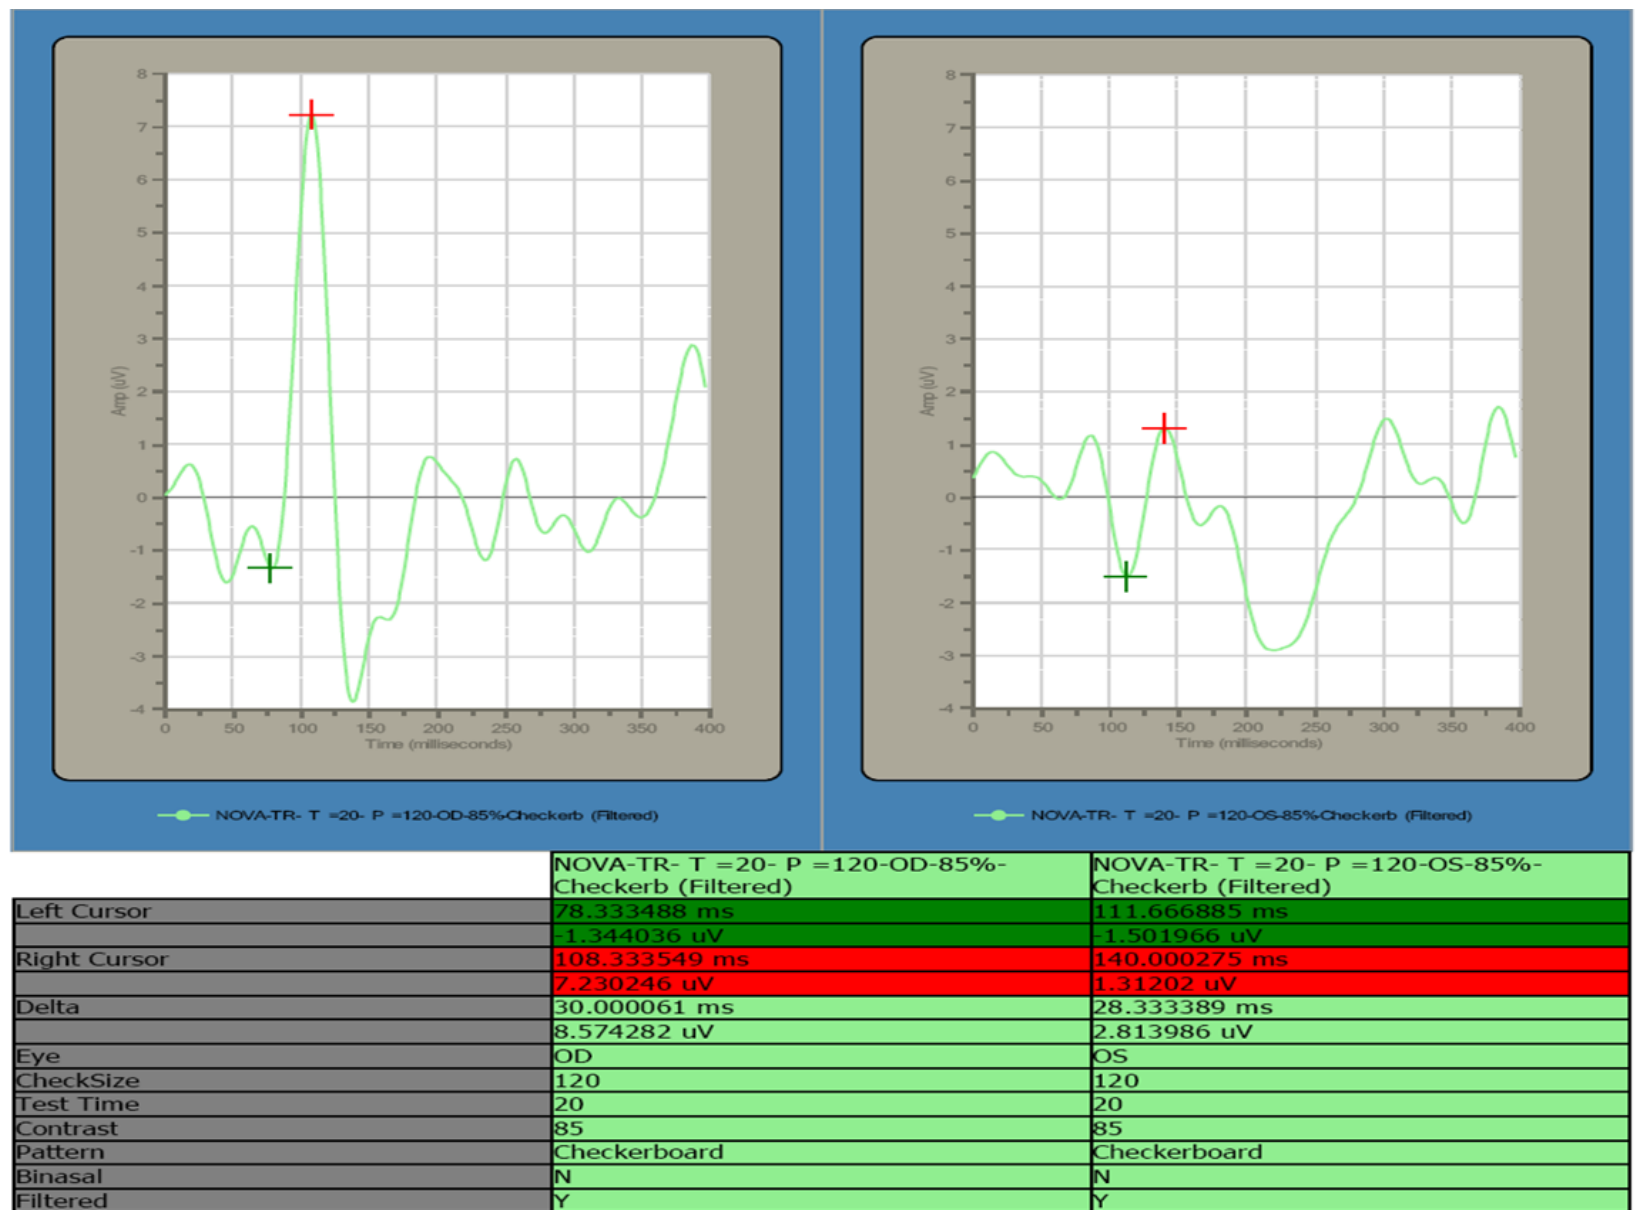 8
7
6
5
4
3
2
1
0
-1
-2
-3
-4
Amp (uV)
0 50 100 150 200 250 300 350 400
Time (milliseconds)
NOVA-TR- T =20- P =120-OD-85%-Checkerb (Filtered)
8
7
6
5
4
3
2
1
0
-1
-2
-3
-4
Amp (uV)
0 50 100 150 200 250 300 350 400
Time (milliseconds)
NOVA-TR- T =20- P =120-OS-85%-Checkerb (Filtered)
NOVA-TR- T =20- P =120-OD-85%- NOVA-TR- T =20- P =120-OS-85%-
Checkerb (Filtered) Checkerb (Filtered)
Left Cursor 78.333488 ms 111.666885 ms
-1.344036 uV -1.501966 uV
Right Cursor 108.333549 ms 140.000275 ms
7.230246 uV 1.31202 uV
Delta 30.000061 ms 28.333389 ms
8.574282 uV 2.813986 uV
Eye OD OS
CheckSize 120 120
Test Time 20 20
Contrast 85 85
Pattern Checkerboard Checkerboard
Binasal N N
Filtered Y Y